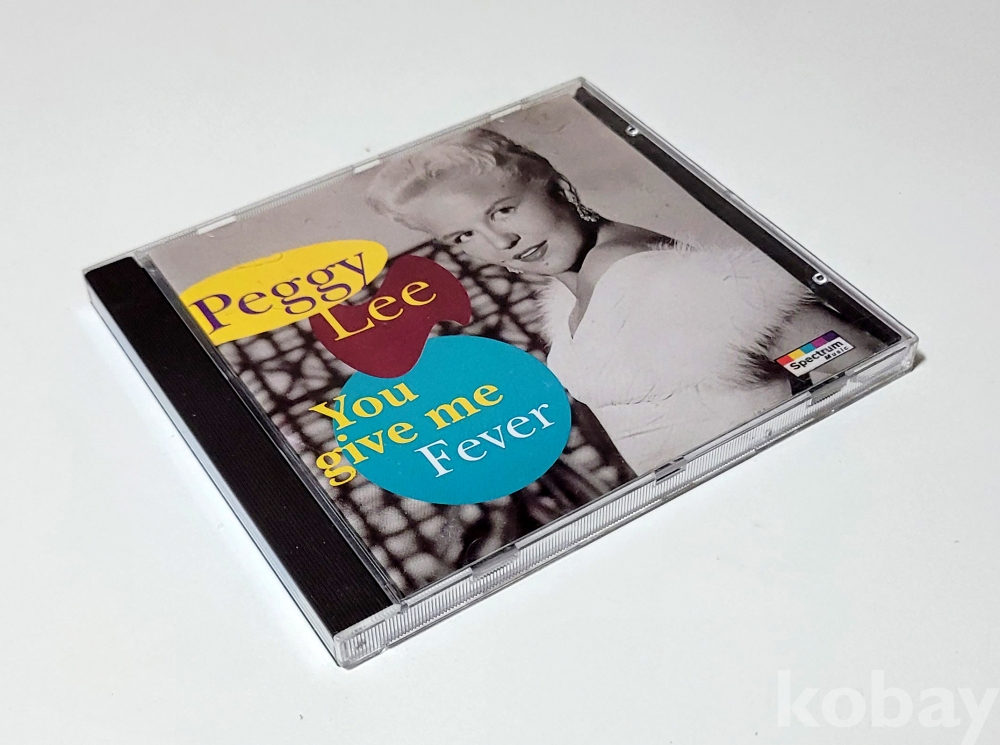 Peggy
Lee
You
give me
Fever
Spectrum
Music
kobay